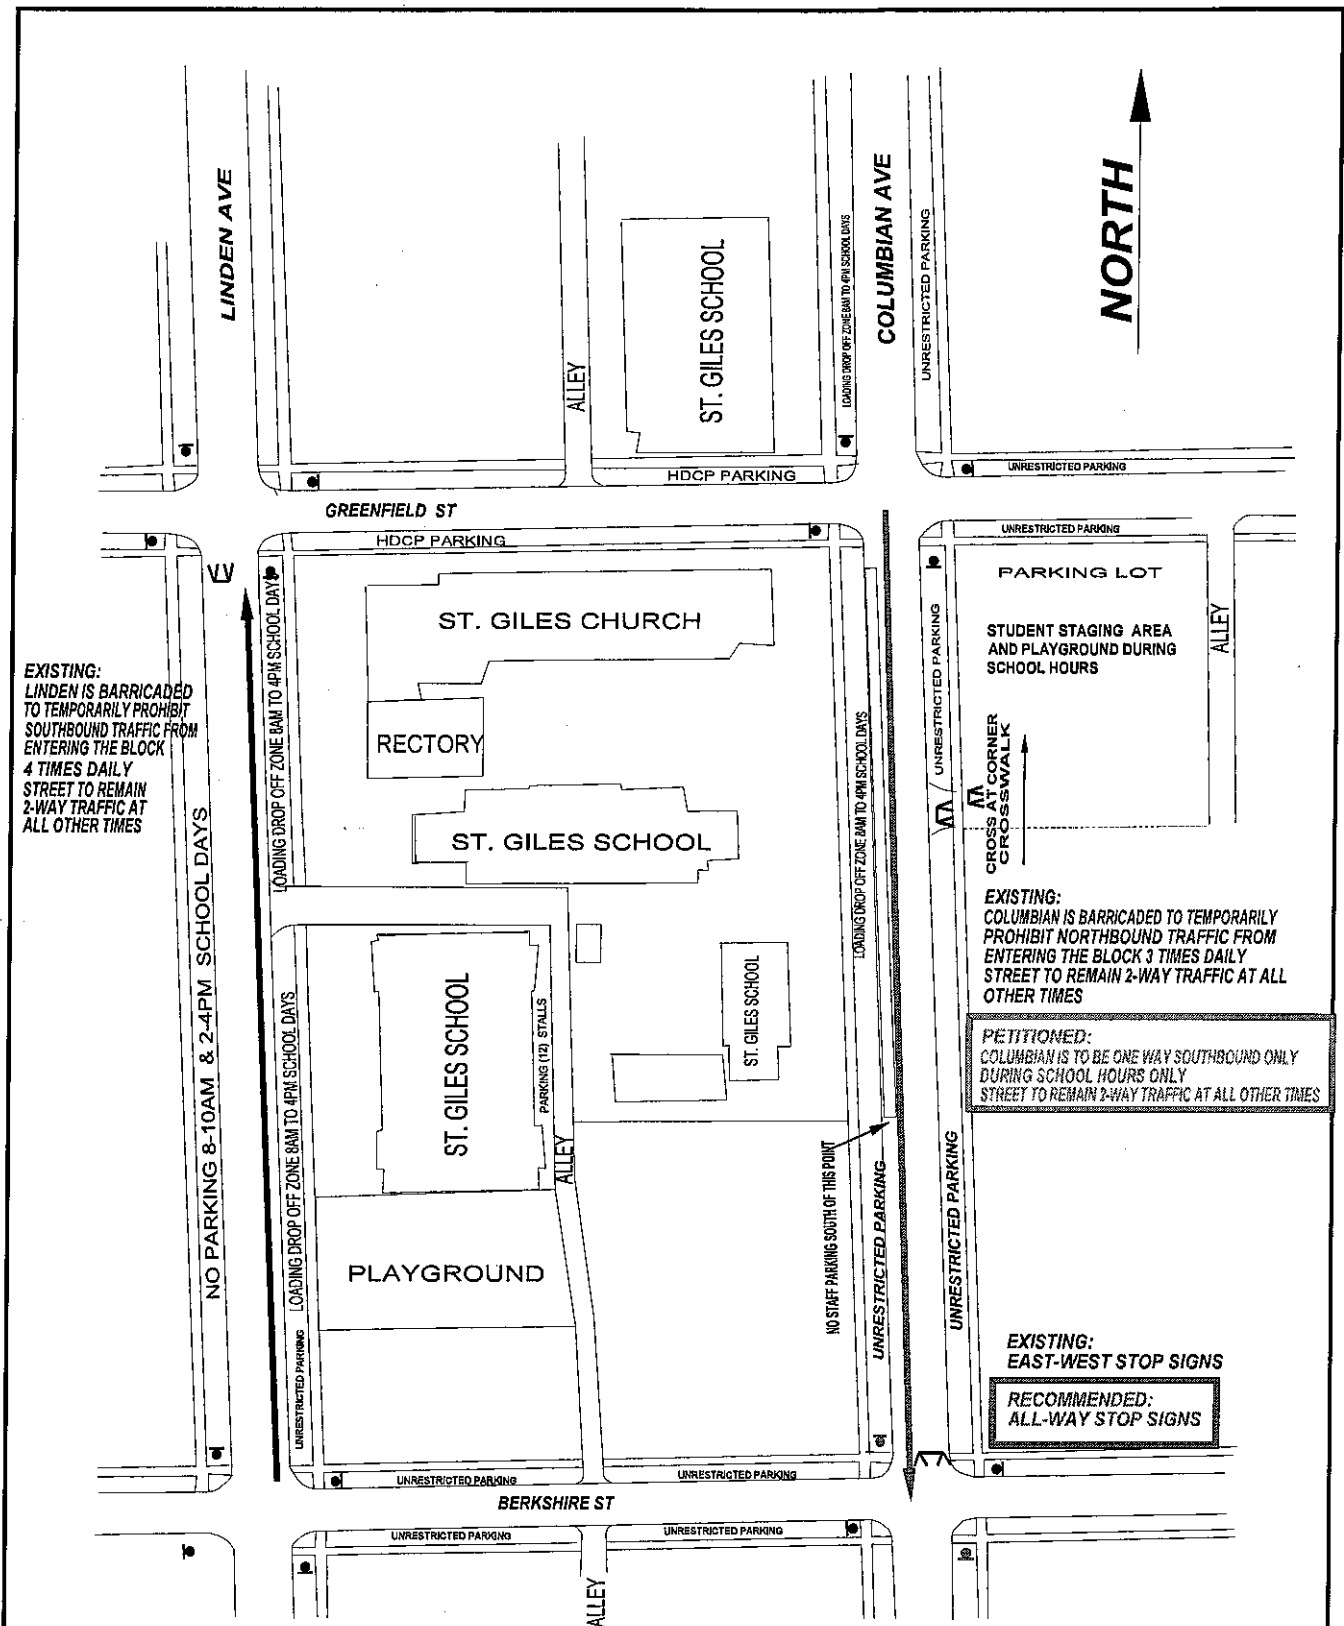 LINDEN AVE
ALLEY
ST. GILES SCHOOL
LOADING DROP OFF ZONE 8AM TO 4PM SCHOOL DAYS
COLUMBIAN AVE
UNRESTRICTED PARKING
NORTH
HDCP PARKING
UNRESTRICTED PARKING
GREENFIELD ST
HDCP PARKING
UNRESTRICTED PARKING
PARKING LOT
STUDENT STAGING AREA
AND PLAYGROUND DURING
SCHOOL HOURS
ALLEY
UNRESTRICTED PARKING
CROSS AT CORNER
CROSSWALK
ST. GILES CHURCH
RECTORY
ST. GILES SCHOOL
LOADING DROP OFF ZONE 8AM TO 4PM SCHOOL DAYS
LOADING DROP OFF ZONE 8AM TO 4PM SCHOOL DAYS
EXISTING:
LINDEN IS BARRICADED
TO TEMPORARILY PROHIBIT
SOUTHBOUND TRAFFIC FROM
ENTERING THE BLOCK
4 TIMES DAILY
STREET TO REMAIN
2-WAY TRAFFIC AT
ALL OTHER TIMES
NO PARKING 8-10AM & 2-4PM SCHOOL DAYS
EXISTING:
COLUMBIAN IS BARRICADED TO TEMPORARILY
PROHIBIT NORTHBOUND TRAFFIC FROM
ENTERING THE BLOCK 3 TIMES DAILY
STREET TO REMAIN 2-WAY TRAFFIC AT ALL
OTHER TIMES
PETITIONED:
COLUMBIAN IS TO BE ONE WAY SOUTHBOUND ONLY
DURING SCHOOL HOURS ONLY
STREET TO REMAIN 2-WAY TRAFFIC AT ALL OTHER TIMES
LOADING DROP OFF ZONE 8AM TO 4PM SCHOOL DAYS
ST. GILES SCHOOL
PARKING (12) STALLS
ALLEY
ST. GILES SCHOOL
NO STAFF PARKING SOUTH OF THIS POINT
UNRESTRICTED PARKING
UNRESTRICTED PARKING
PLAYGROUND
UNRESTRICTED PARKING
EXISTING:
EAST-WEST STOP SIGNS
RECOMMENDED:
ALL-WAY STOP SIGNS
UNRESTRICTED PARKING
UNRESTRICTED PARKING
BERKSHIRE ST
UNRESTRICTED PARKING
UNRESTRICTED PARKING
ALLEY